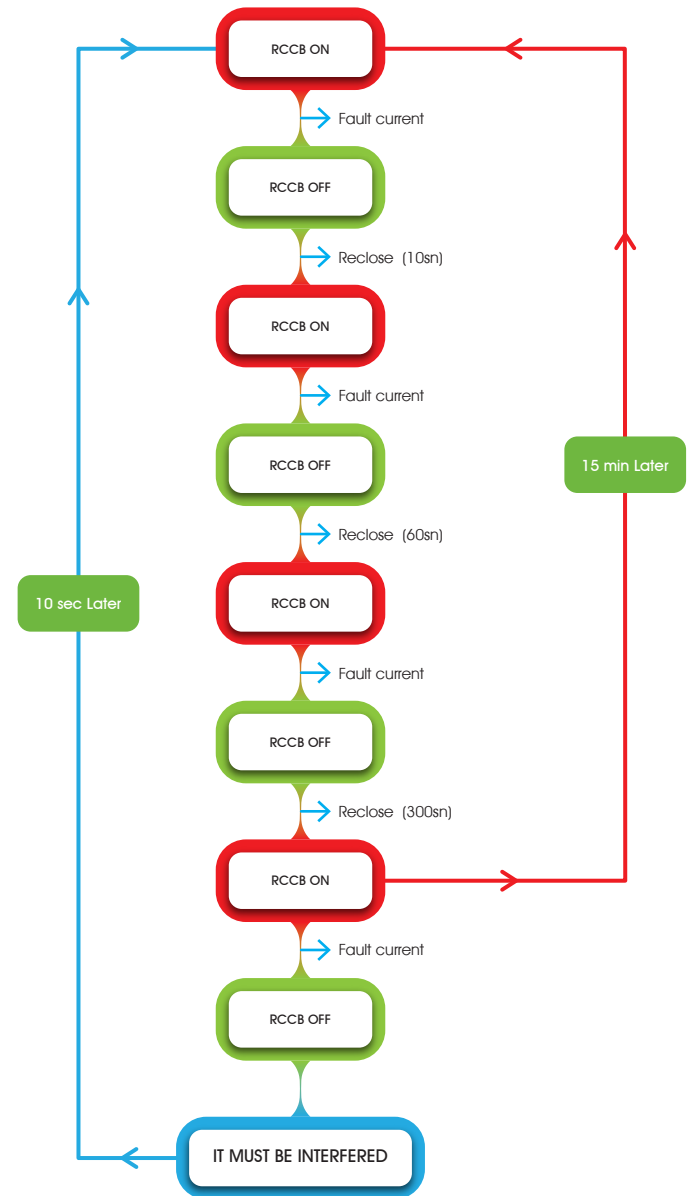 RCCB ON
Fault current
RCCB OFF
Reclose (10sn)
RCCB ON
Fault current
RCCB OFF
15 min Later
Reclose (60sn)
10 sec Later
RCCB ON
Fault current
RCCB OFF
Reclose (300sn)
RCCB ON
Fault current
RCCB OFF
IT MUST BE INTERFERED